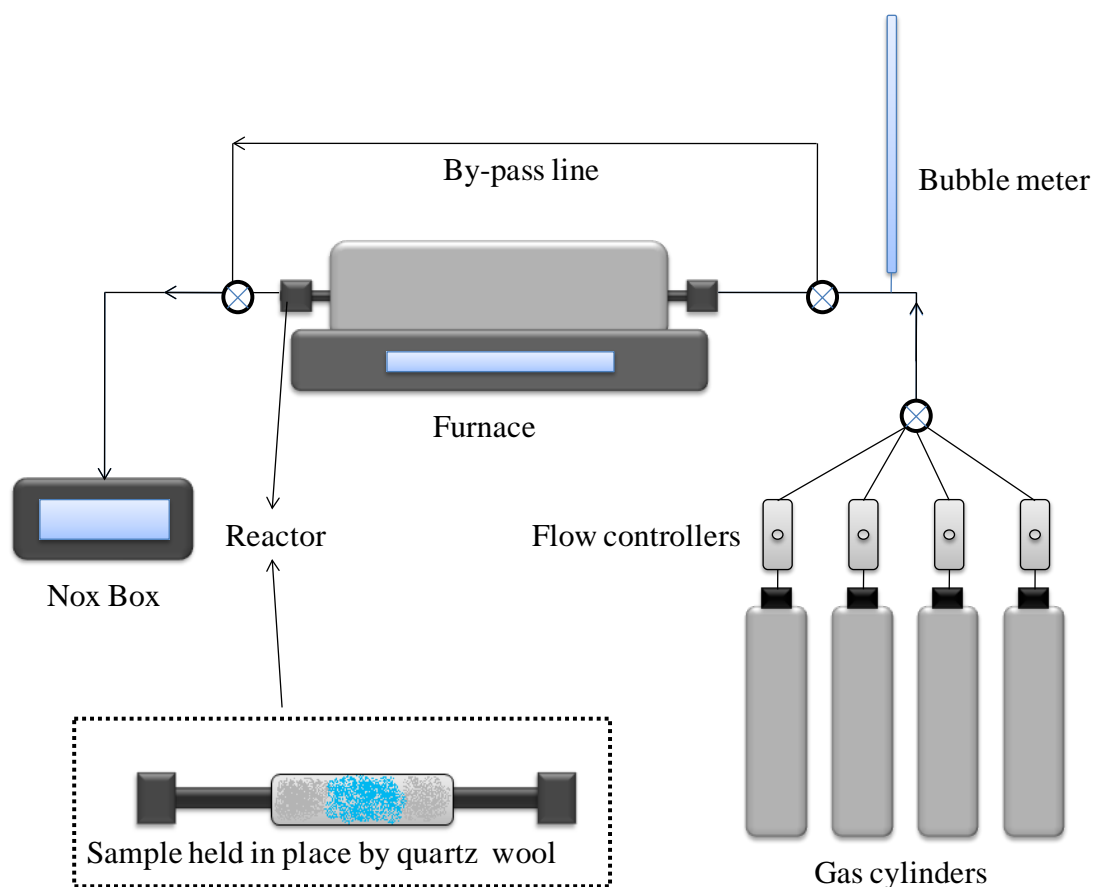 By-pass line
Bubble meter
Furnace
Reactor
Flow controllers
Nox Box
Sample held in place by quartz wool
Gas cylinders